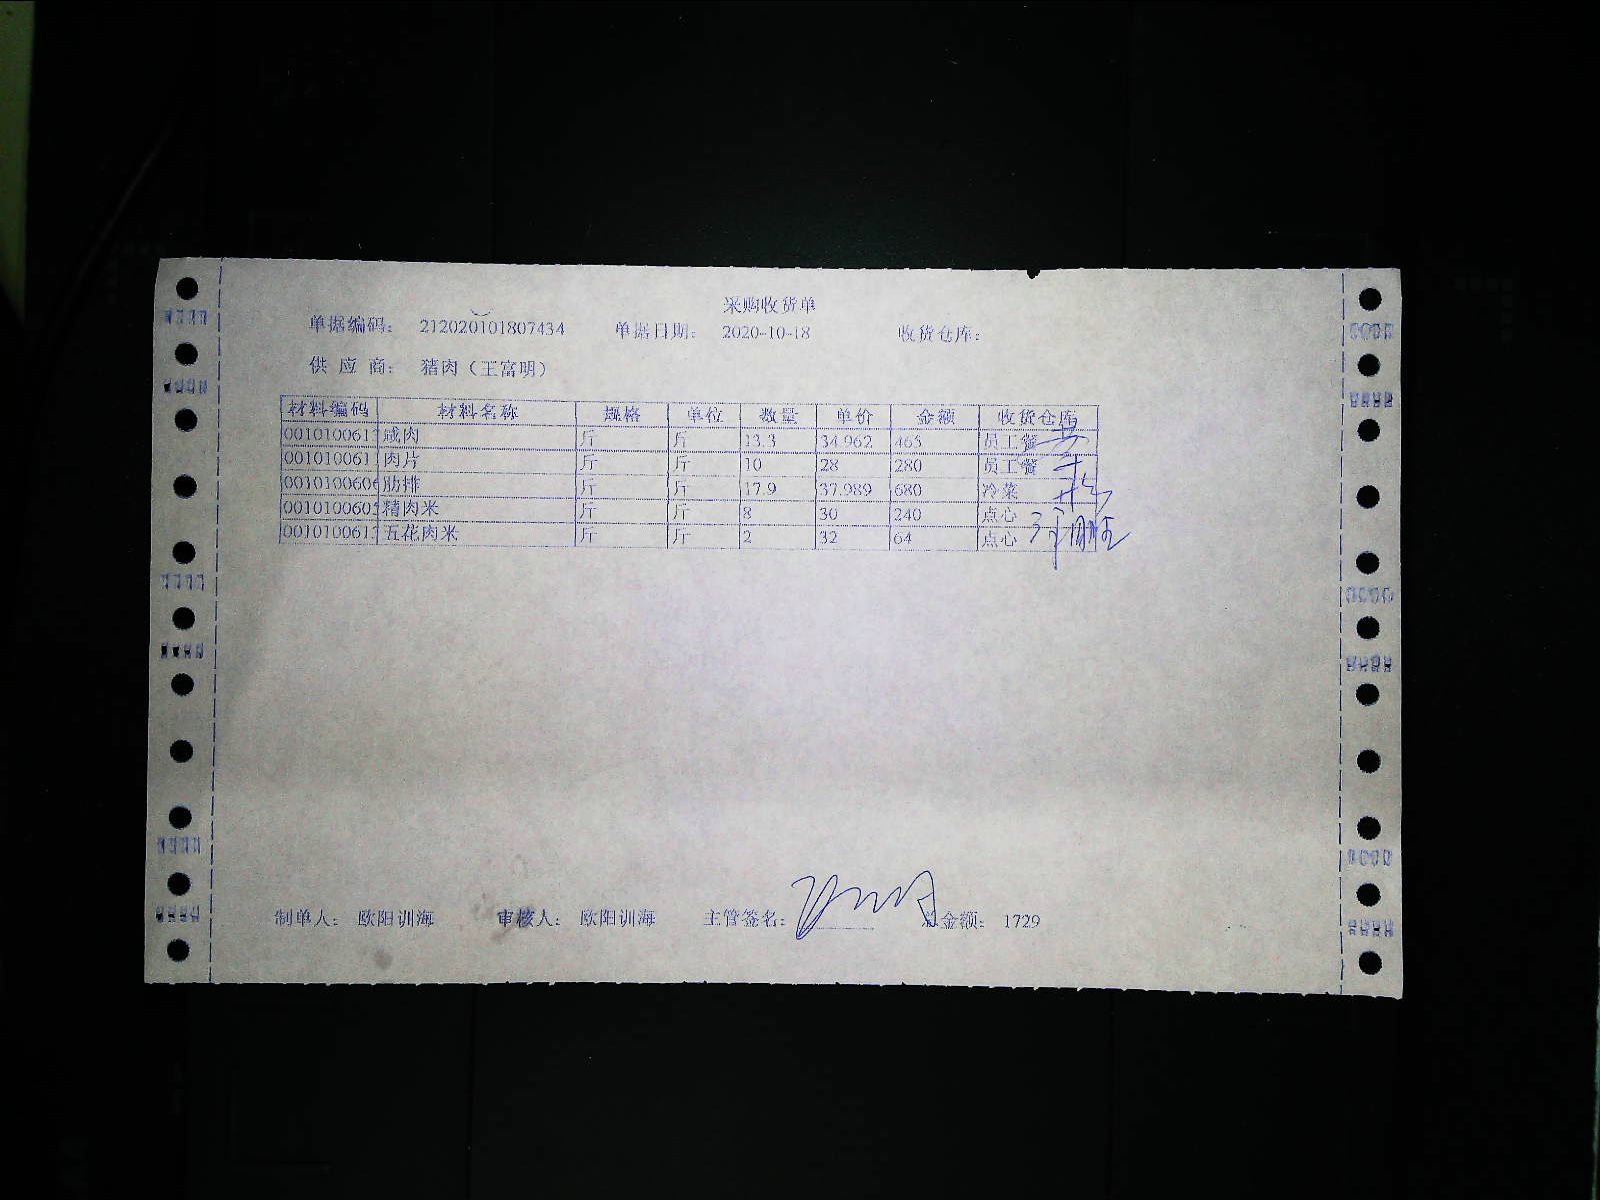 采购收货单
单据编码： 212020101807434 单据日期： 2020-10-18 收货仓库：
供 应 商： 猪肉（王富明）
材料编码 材料名称 规格 单位 数量 单价 金额 收货仓库
咸肉 斤 斤 13.3 34.962 465 员工餐
肉片 斤 斤 10 28 280 员工餐
肋排 斤 斤 17.9 37.989 680 冷菜
精肉米 斤 斤 8 30 240 点心
五花肉米 斤 斤 2 32 64 点心
制单人： 欧阳训海 审核人： 欧阳训海 主管签名： 总金额： 1729